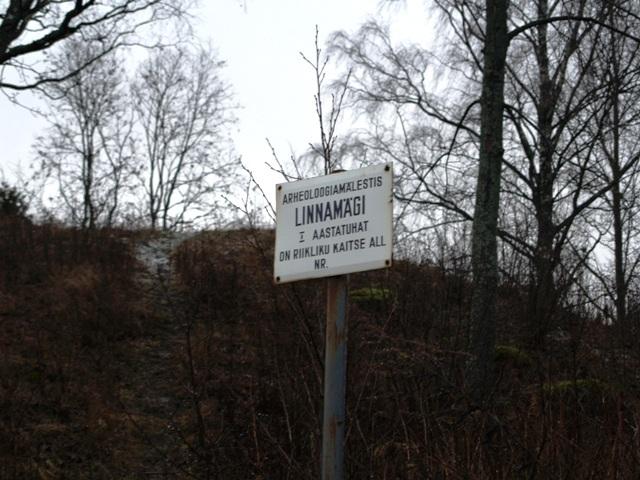 ARHEOLOOGIAMÄLESTIS
LINNAMÄGI
I AASTATUHAT
ON RIIKLIKU KAITSE ALL
NR.